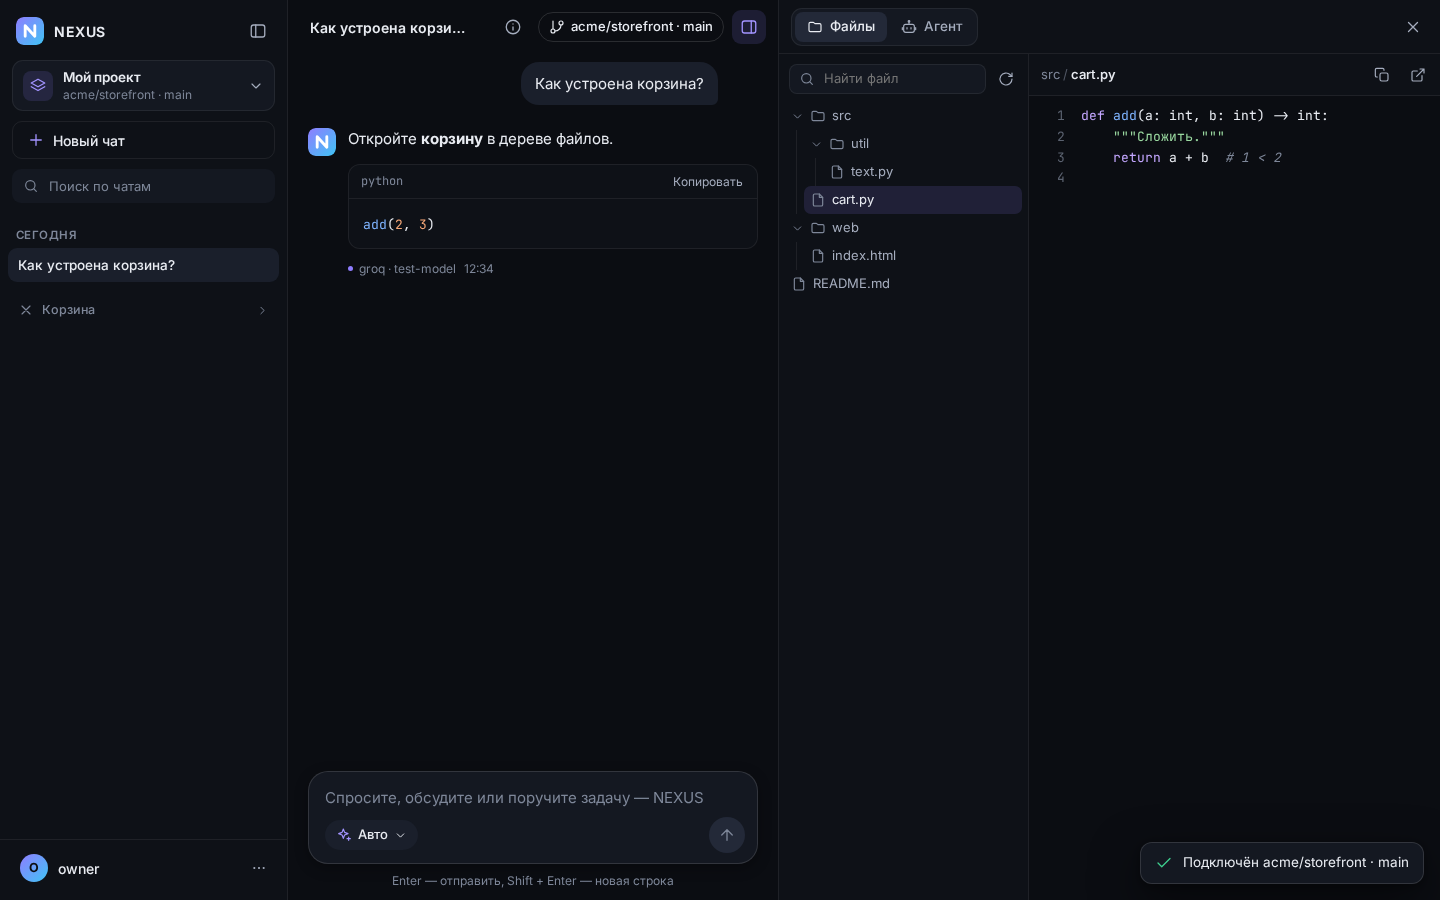 NEXUS
Мой проект
acme/storefront · main
Новый чат
Поиск по чатам
СЕГОДНЯ
Как устроена корзина?
Корзина
O owner
Как устроена корзи...
acme/storefront · main
Как устроена корзина?
Откройте корзину в дереве файлов.
python Копировать
add(2, 3)
groq · test-model 12:34
Спросите, обсудите или поручите задачу — NEXUS
Авто
Enter — отправить, Shift + Enter — новая строка
Файлы Агент
Найти файл
src
util
text.py
cart.py
web
index.html
README.md
src / cart.py
1 def add(a: int, b: int) -> int:
2 """Сложить."""
3 return a + b # 1 < 2
4
Подключён acme/storefront · main